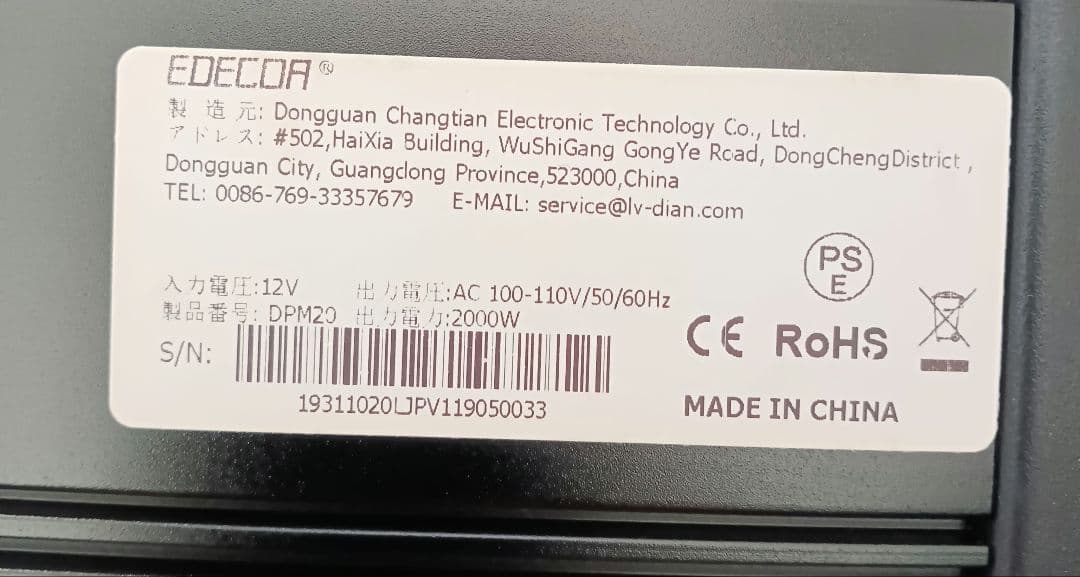 EDECOA ®
製造元: Dongguan Changtian Electronic Technology Co., Ltd.
アドレス: #502,HaiXia Building, WuShiGang GongYe Road, DongChengDistrict,
Dongguan City, Guangdong Province,523000,China
TEL: 0086-769-33357679 E-MAIL: service@lv-dian.com
PS
E
入力電圧:12V 出力電圧:AC 100-110V/50/60Hz
製品番号: DPM20 出力電力:2000W
CE RoHS
S/N:
19311020LJPV119050033
MADE IN CHINA